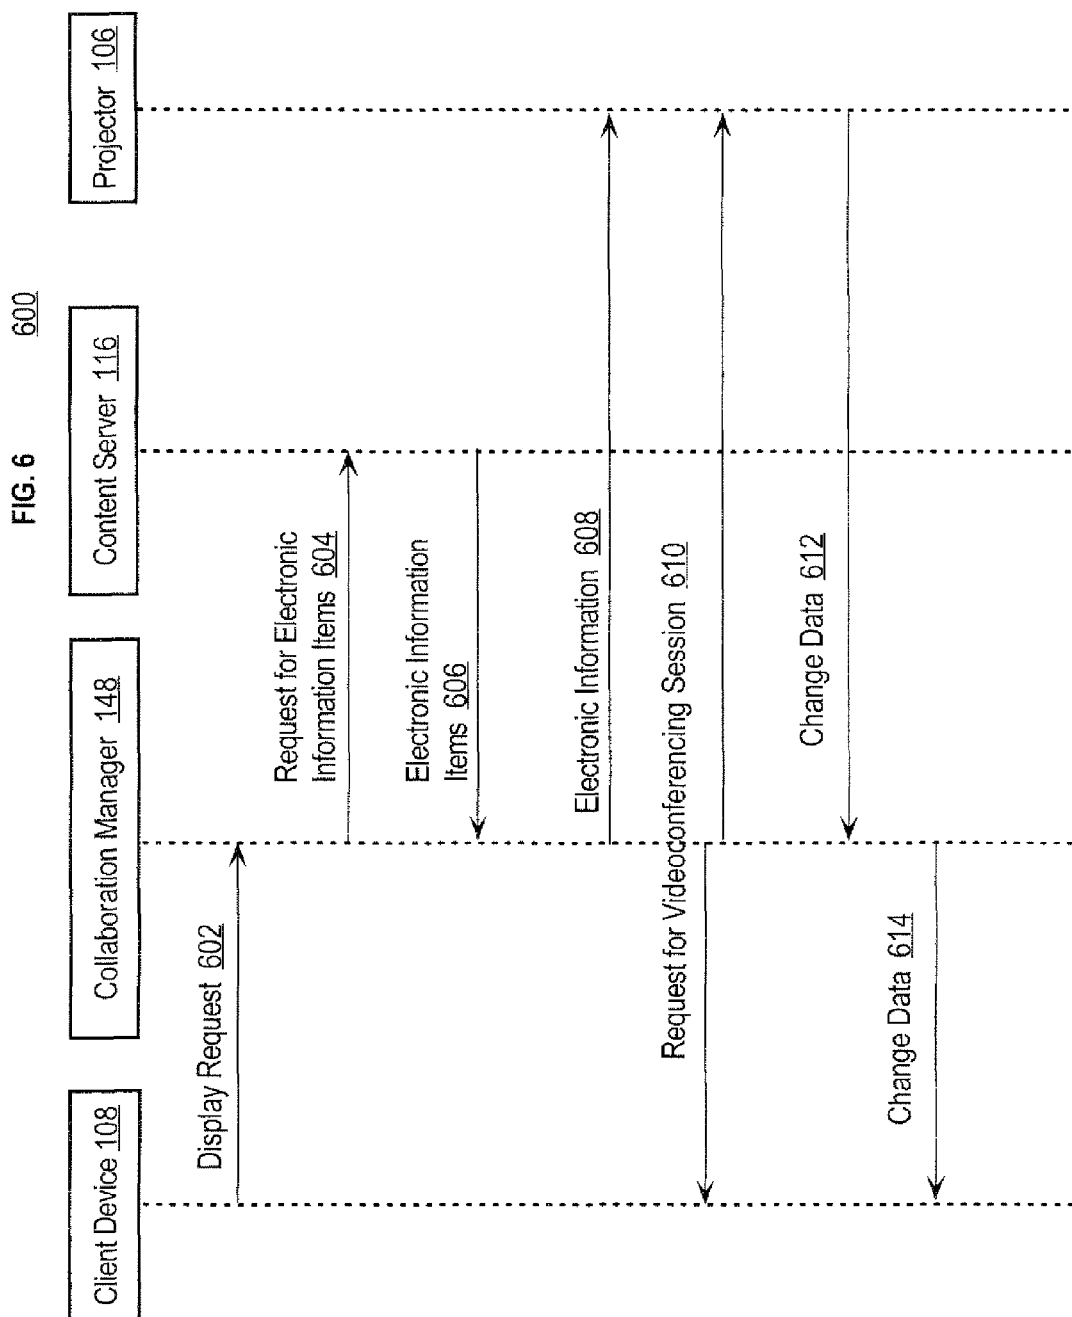 FIG. 6
600
Client Device 108
Collaboration Manager 148
Content Server 116
Projector 106
Display Request 602
Request for Electronic
Information Items 604
Electronic Information
Items 606
Electronic Information 608
Request for Videoconferencing Session 610
Change Data 612
Change Data 614